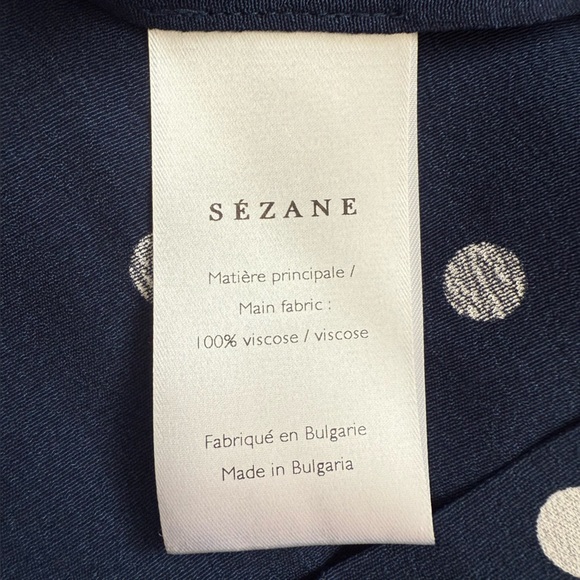 SÉZANE
Matière principale /
Main fabric :
100% viscose / viscose
Fabriqué en Bulgarie
Made in Bulgaria